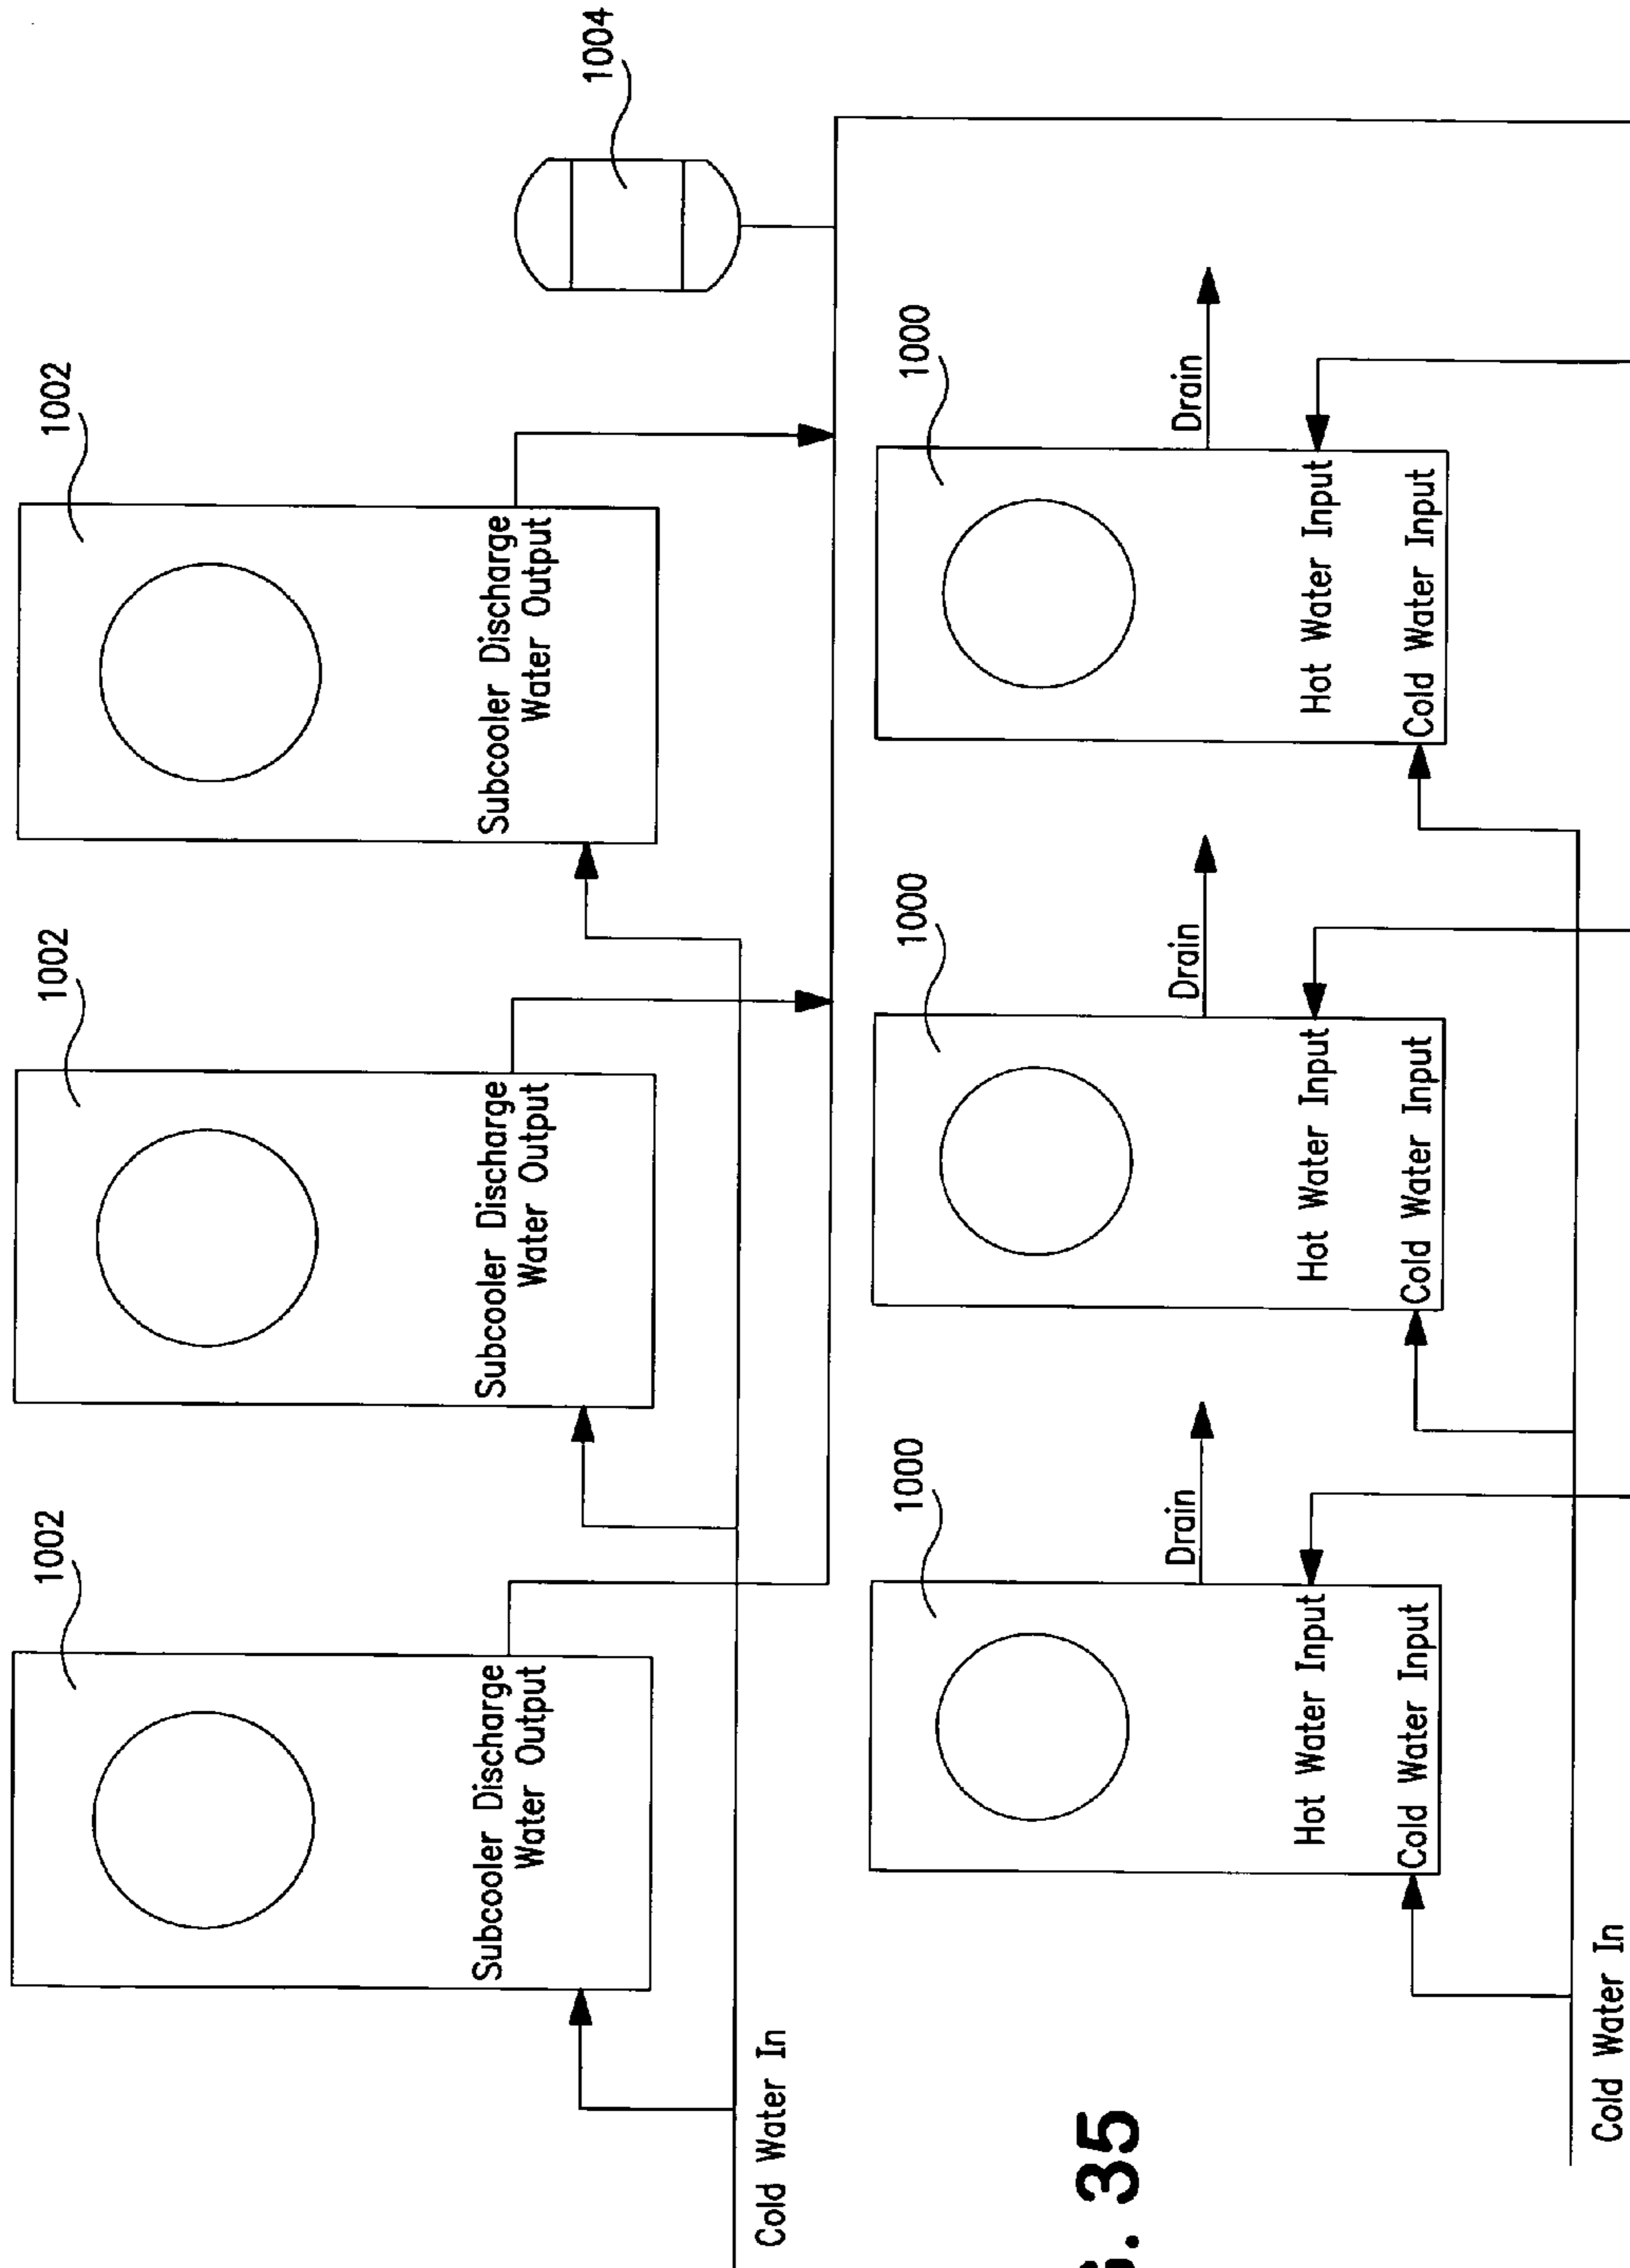 1002
1002
1002
1004
Subcooler Discharge
Water Output
Subcooler Discharge
Water Output
Subcooler Discharge
Water Output
Cold Water In
1000
1000
1000
Drain
Drain
Drain
Hot Water Input
Cold Water Input
Hot Water Input
Cold Water Input
Hot Water Input
Cold Water Input
Cold Water In
35